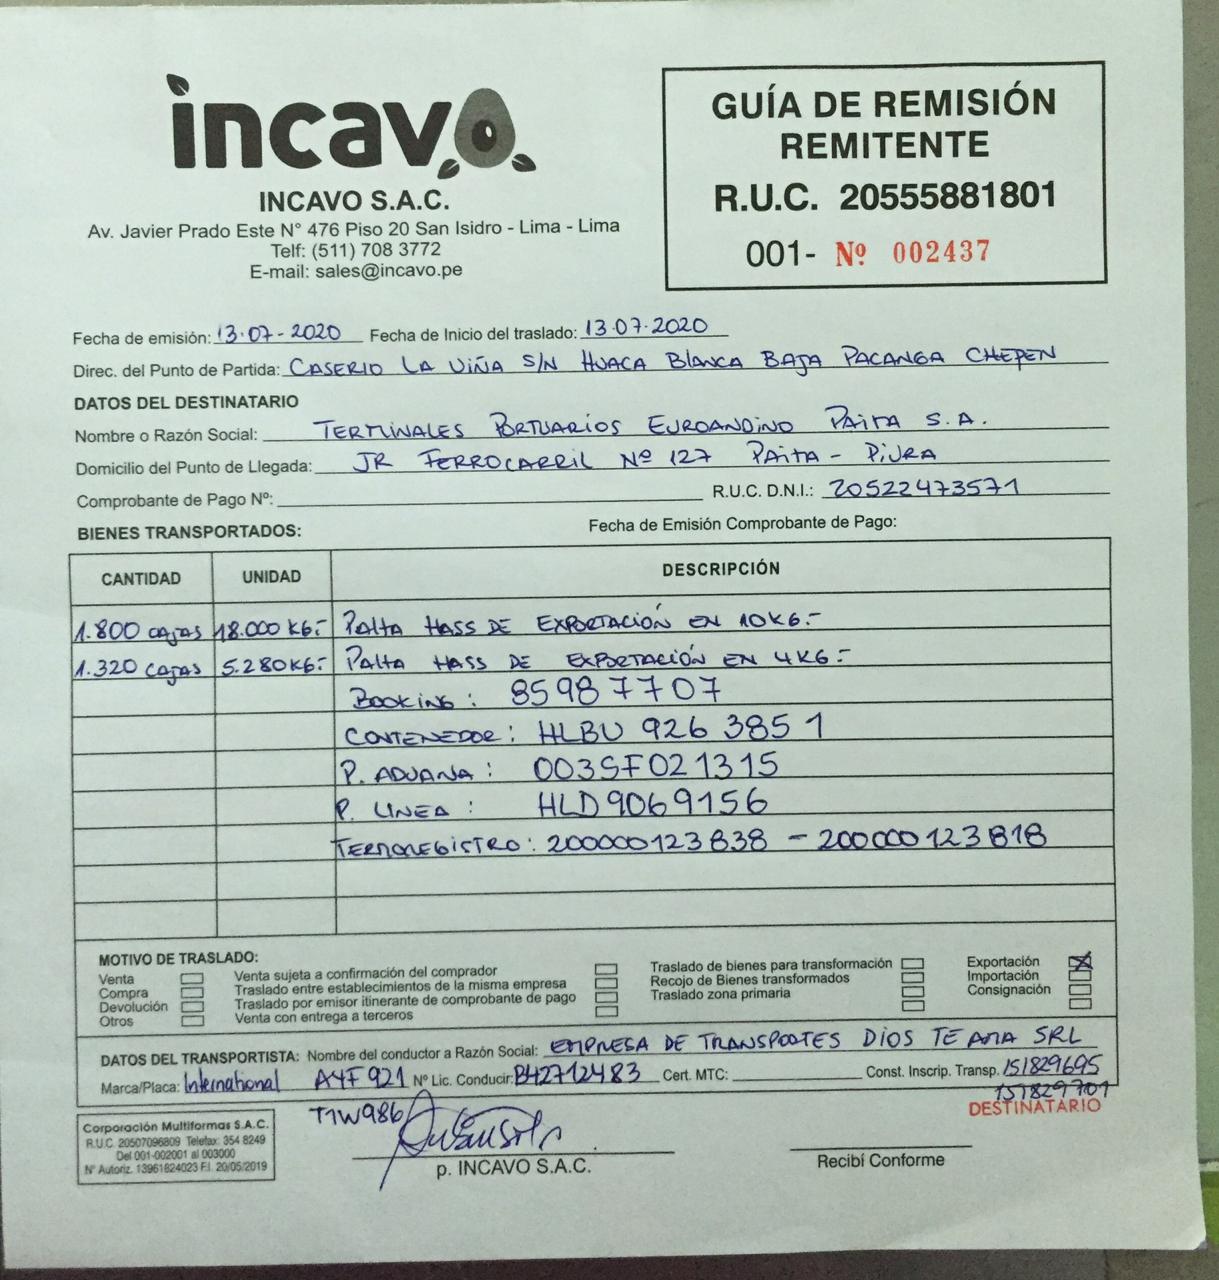 incavo
INCAVO S.A.C.
Av. Javier Prado Este N° 476 Piso 20 San Isidro - Lima - Lima
Telf: (511) 708 3772
E-mail: sales@incavo.pe
GUÍA DE REMISIÓN
REMITENTE
R.U.C. 20555881801
001- Nº 002437
Fecha de emisión: 13-07-2020 Fecha de Inicio del traslado: 13.07.2020
Direc. del Punto de Partida: CASERIO LA VIÑA S/N HUACA BLANCA BAJA PACANGA CHEPEN
DATOS DEL DESTINATARIO
Nombre o Razón Social: TERMINALES PORTUARIOS EUROANDINO PAITA S.A.
Domicilio del Punto de Llegada: JR FERROCARRIL Nº 127 PAITA - PIURA
Comprobante de Pago Nº: R.U.C. D.N.I.: 20522473571
BIENES TRANSPORTADOS: Fecha de Emisión Comprobante de Pago:
CANTIDAD UNIDAD DESCRIPCIÓN
1.800 CAJAS 18.000 KG.- PALTA HASS DE EXPORTACIÓN EN 10KG.-
1.320 CAJAS 5.280KG.- PALTA HASS DE EXPORTACIÓN EN 4KG.-
BOOKING: 85987707
CONTENEDOR: HLBU 926 3851
P. ADUANA: 003SF021315
P. LINEA: HLD9069156
TERMOREGISTRO: 200000123838 - 200000123818
MOTIVO DE TRASLADO:
Venta Venta sujeta a confirmación del comprador Traslado de bienes para transformación Exportación X
Compra Traslado entre establecimientos de la misma empresa Recojo de Bienes transformados Importación
Devolución Traslado por emisor itinerante de comprobante de pago Traslado zona primaria Consignación
Otros Venta con entrega a terceros
DATOS DEL TRANSPORTISTA: Nombre del conductor a Razón Social: EMPRESA DE TRANSPORTES DIOS TE AMA SRL
Marca/Placa: International A4F 921 Nº Lic. Conducir: B42712483 Cert. MTC: Const. Inscrip. Transp. 151829695
T1W986 151829701
DESTINATARIO
Corporación Multiformas S.A.C.
R.U.C. 20507096809 Telefax: 354 8249
Del 001-002001 al 003000
Nº Autoriz. 13961824023 F.I. 20/05/2019
p. INCAVO S.A.C.
Recibí Conforme